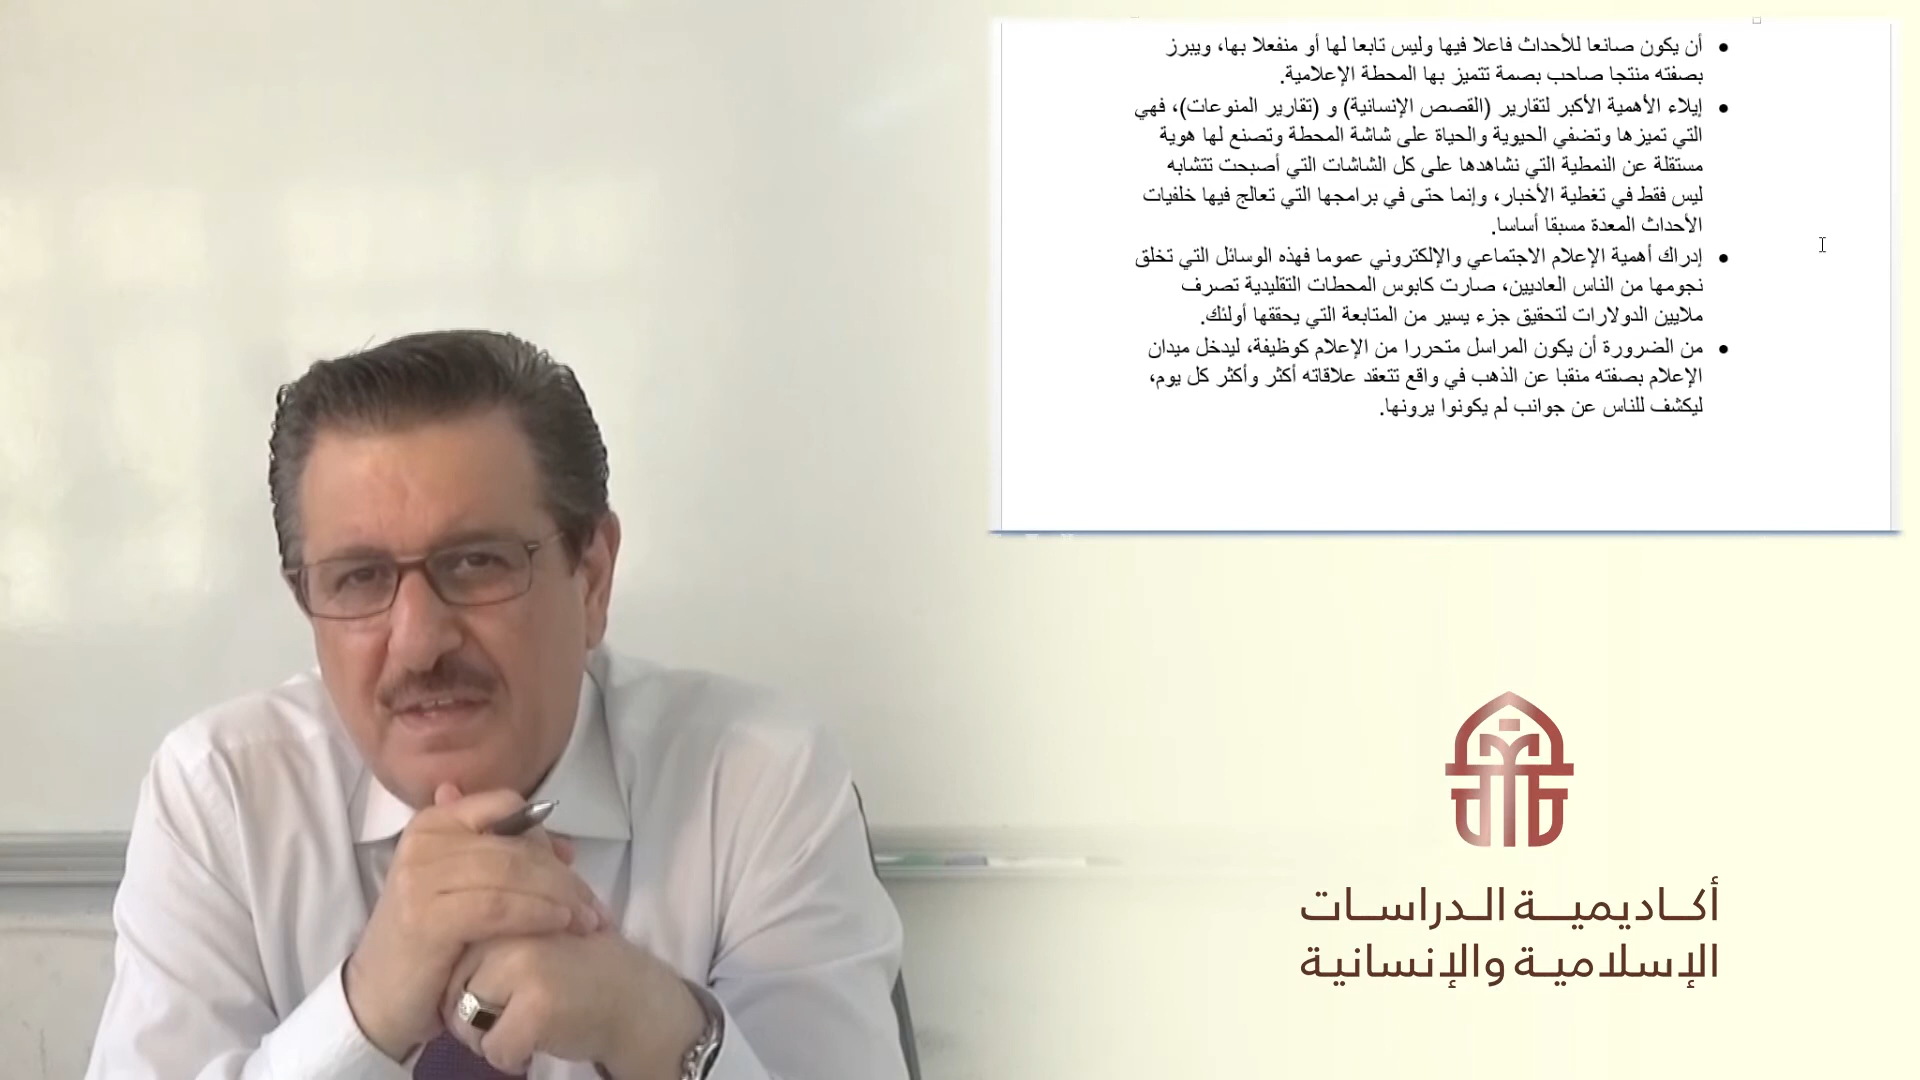 • أن يكون صانعا للأحداث فاعلا فيها وليس تابعا لها أو منفعلا بها، ويبرز
بصفته منتجا صاحب بصمة تتميز بها المحطة الإعلامية.
• إيلاء الأهمية الأكبر لتقارير (القصص الإنسانية) و (تقارير المنوعات)، فهي
التي تميزها وتضفي الحيوية والحياة على شاشة المحطة وتصنع لها هوية
مستقلة عن النمطية التي نشاهدها على كل الشاشات التي أصبحت تتشابه
ليس فقط في تغطية الأخبار، وإنما حتى في برامجها التي تعالج فيها خلفيات
الأحداث المعدة مسبقا أساسا.
• إدراك أهمية الإعلام الاجتماعي والإلكتروني عموما فهذه الوسائل التي تخلق
نجومها من الناس العاديين، صارت كابوس المحطات التقليدية تصرف
ملايين الدولارات لتحقيق جزء يسير من المتابعة التي يحققها أولئك.
• من الضرورة أن يكون المراسل متحررا من الإعلام كوظيفة، ليدخل ميدان
الإعلام بصفته منقبا عن الذهب في واقع تتعقد علاقاته أكثر وأكثر كل يوم،
ليكشف للناس عن جوانب لم يكونوا يرونها.
أكاديمية الدراسات
الإسلامية والإنسانية